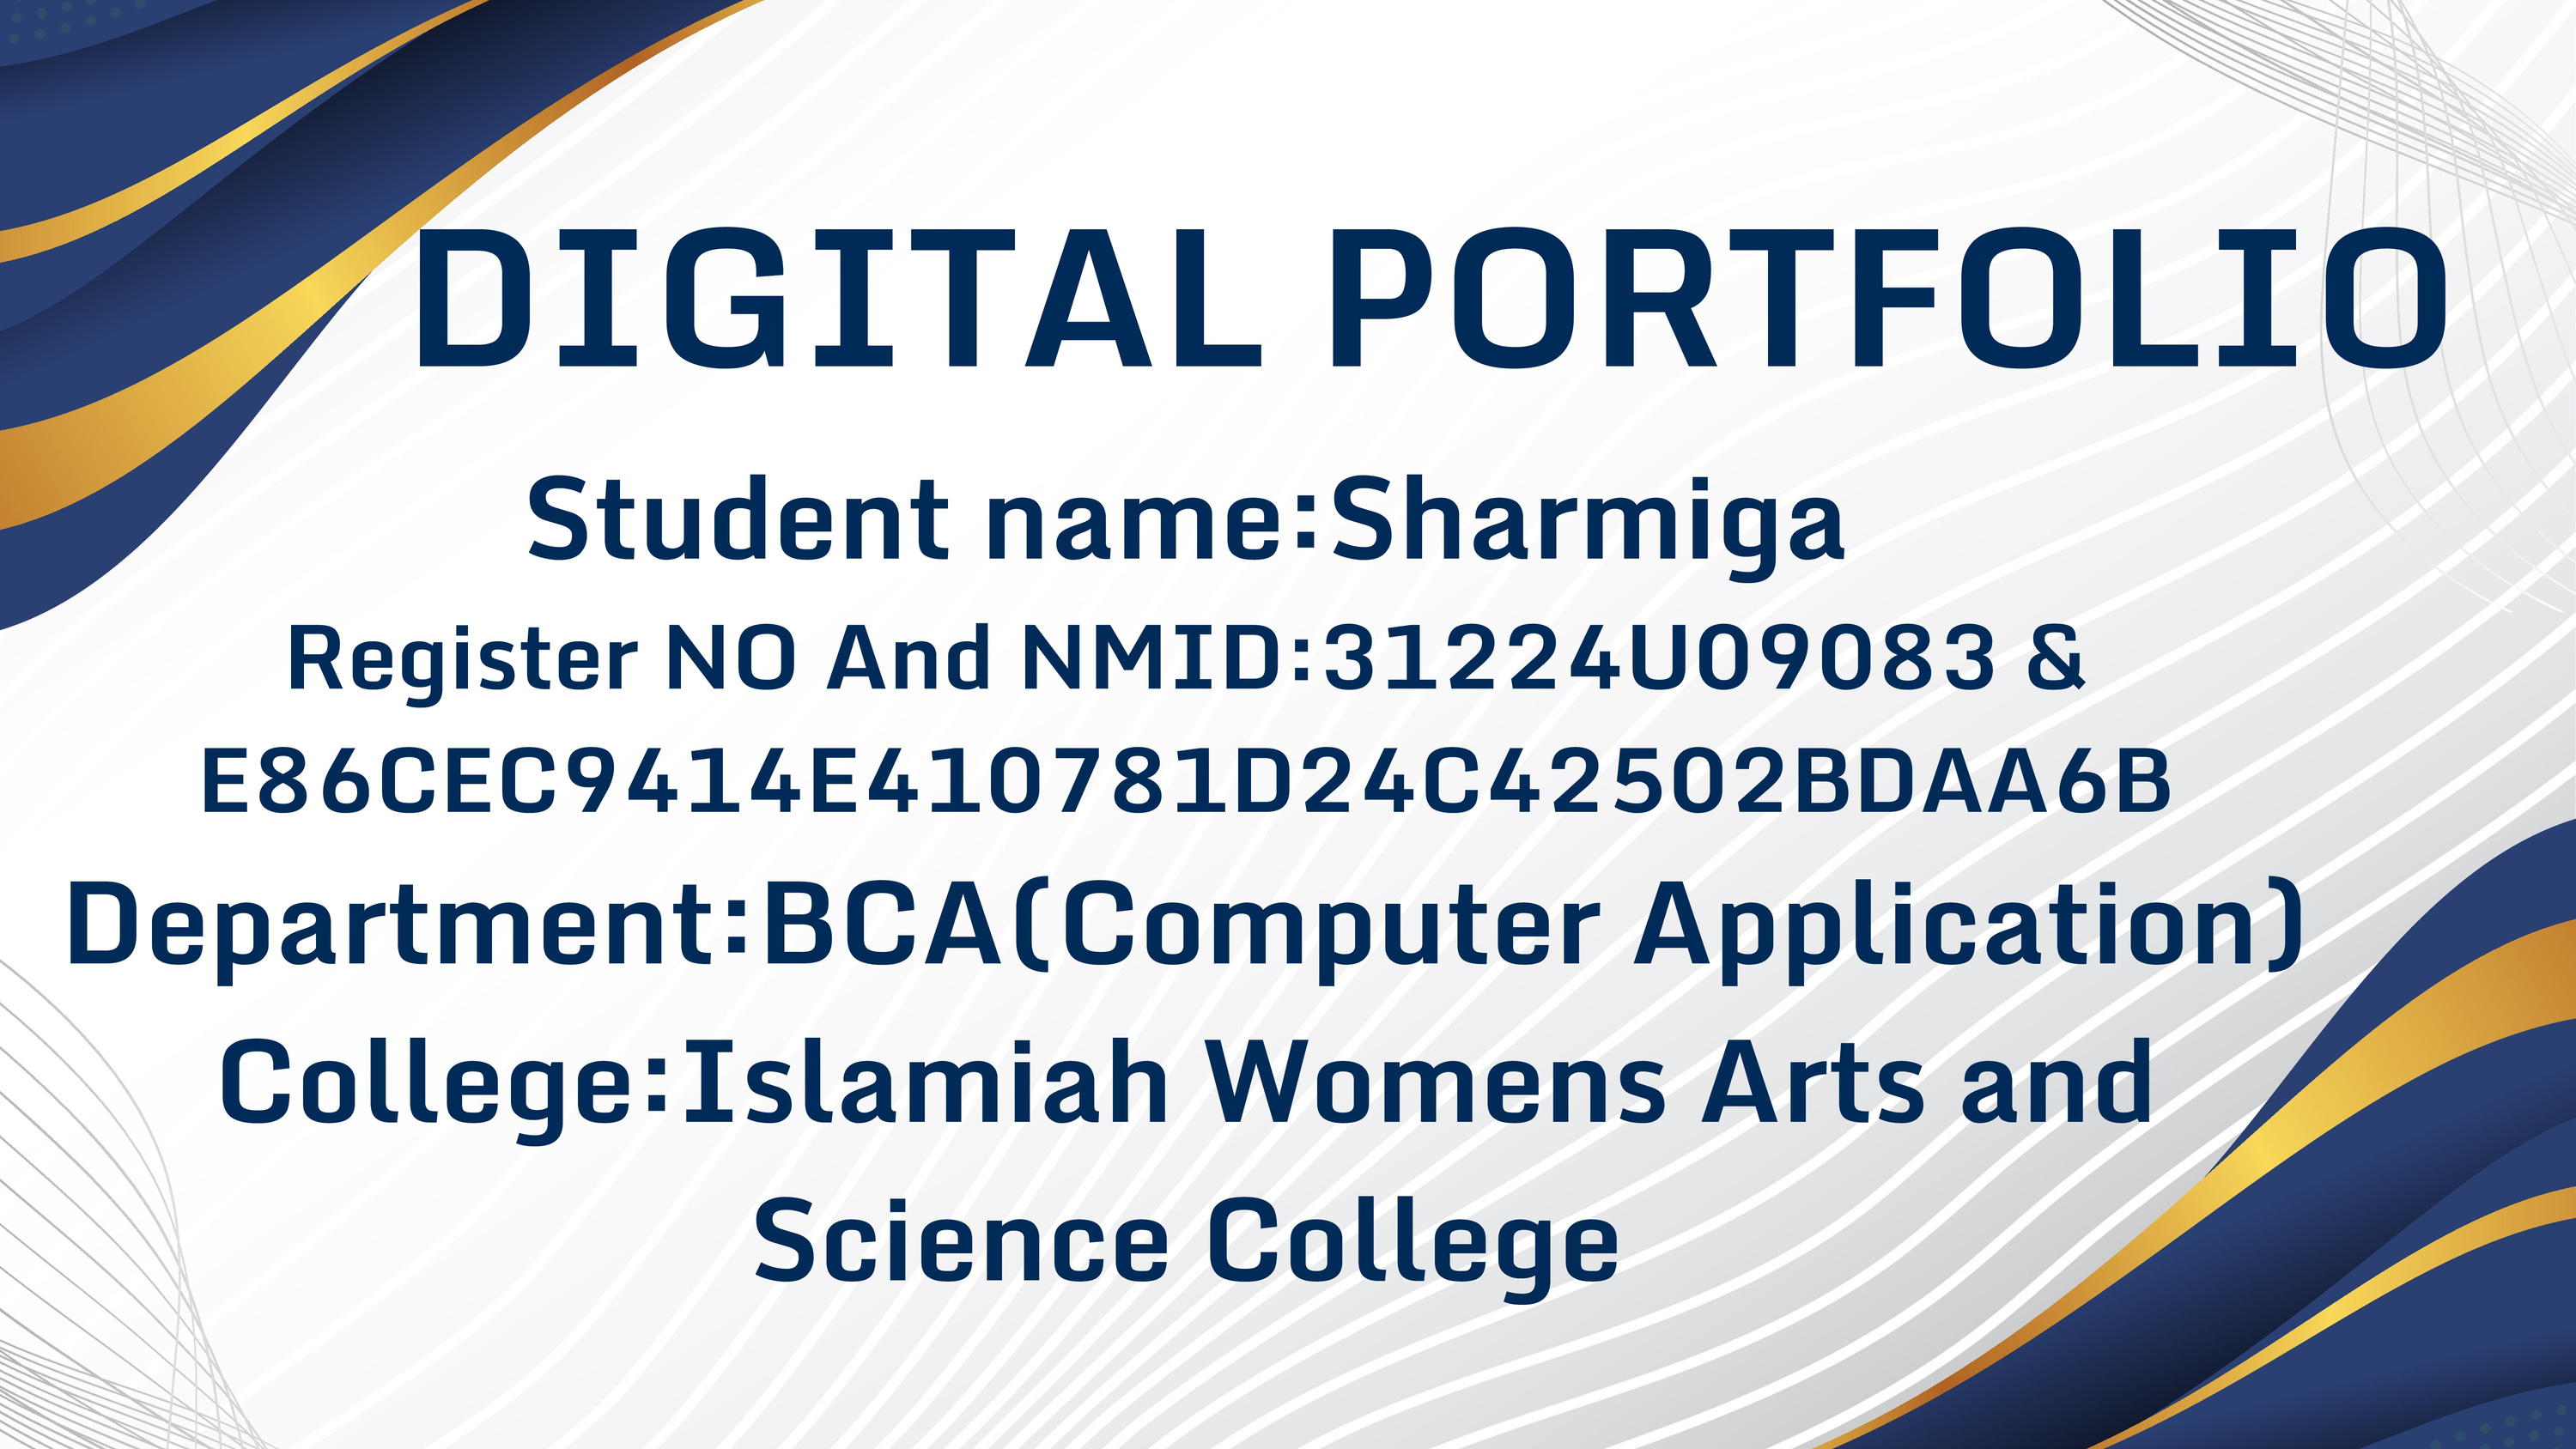 DIGITAL PORTFOLIO
Student name:Sharmiga
Register NO And NMID:31224U09083 &
E86CEC9414E410781D24C42502BDAA6B
Department:BCA(Computer Application)
College:Islamiah Womens Arts and
Science College